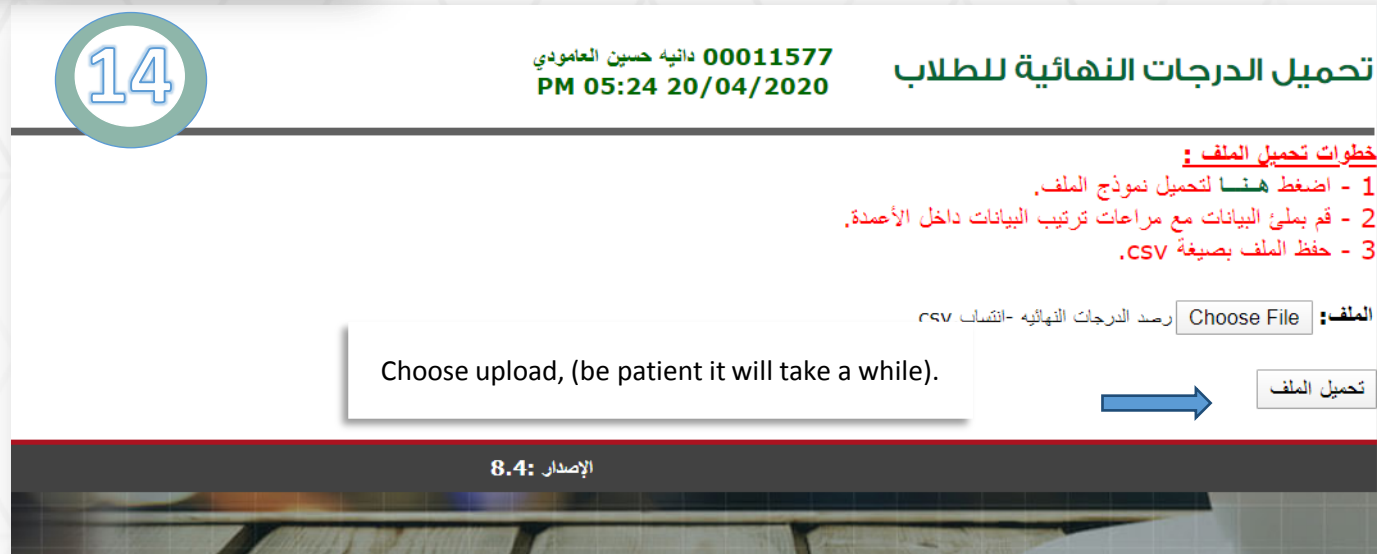 14
تحميل الدرجات النهائية للطلاب
00011577 دانيه حسين العامودي
PM 05:24 20/04/2020
خطوات تحميل الملف :
1 - اضغط هـنـــا لتحميل نموذج الملف.
2 - قم بملئ البيانات مع مراعات ترتيب البيانات داخل الأعمدة.
3 - حفظ الملف بصيغة csv.
الملف: Choose File رصد الدرجات النهائيه -انتساب csv
Choose upload, (be patient it will take a while).
تحميل الملف
الإصدار :8.4